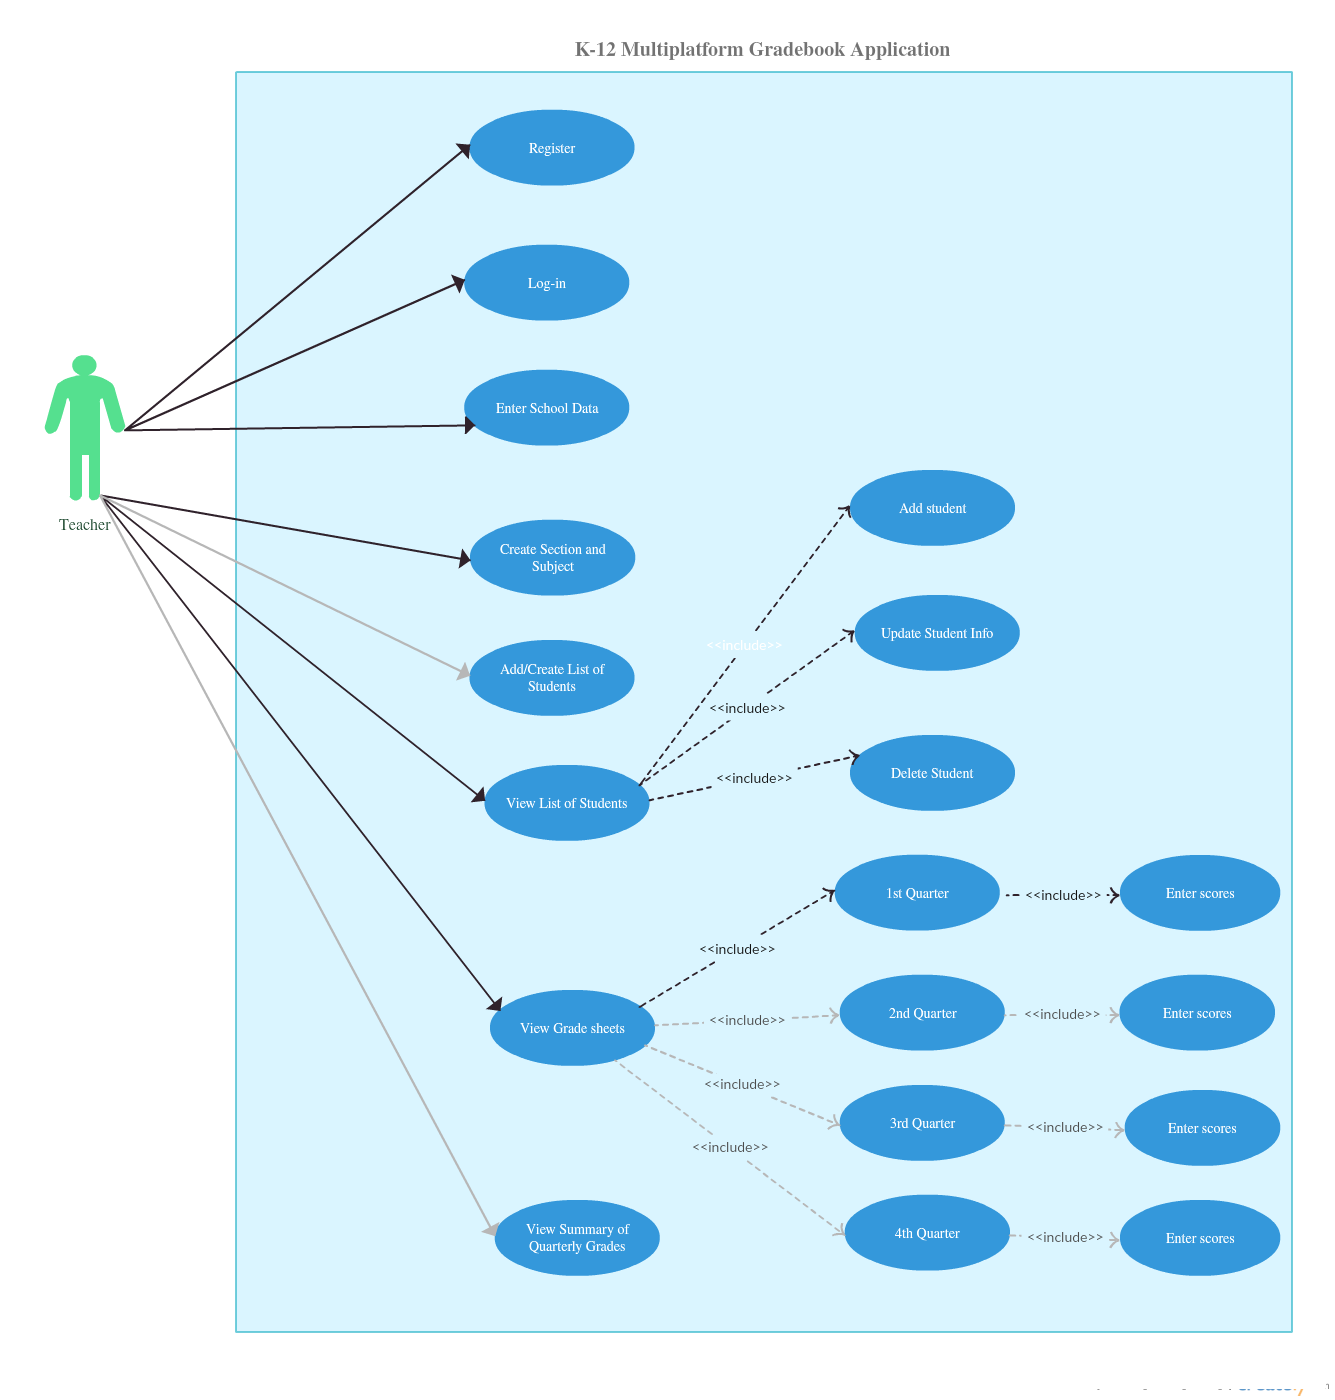 K-12 Multiplatform Gradebook Application
Register
Log-in
Enter School Data
Teacher
Create Section and
Subject
Add/Create List of
Students
View List of Students
<<include>>
Add student
<<include>>
Update Student Info
<<include>>
Delete Student
View Grade sheets
<<include>>
1st Quarter
<<include>>
Enter scores
<<include>>
2nd Quarter
<<include>>
Enter scores
<<include>>
3rd Quarter
<<include>>
Enter scores
<<include>>
4th Quarter
<<include>>
Enter scores
View Summary of
Quarterly Grades